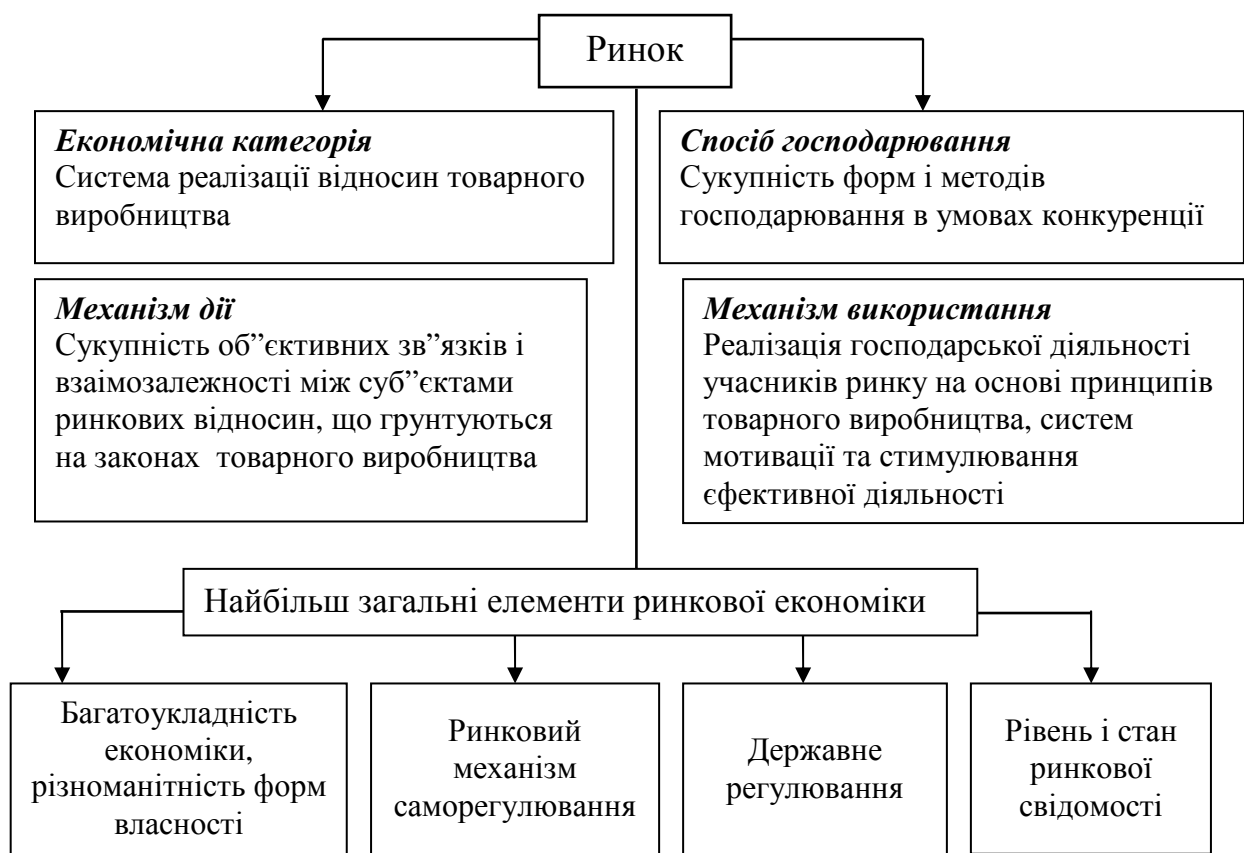 Ринок
Економічна категорія
Система реалізації відносин товарного
виробництва
Спосіб господарювання
Сукупність форм і методів
господарювання в умовах конкуренції
Механізм дії
Сукупність об”єктивних зв”язків і
взаімозалежності між суб”єктами
ринкових відносин, що грунтуються
на законах товарного виробництва
Механізм використання
Реалізація господарської діяльності
учасників ринку на основі принципів
товарного виробництва, систем
мотивації та стимулювання
єфективної діяльності
Найбільш загальні елементи ринкової економіки
Багатоукладність
економіки,
різноманітність форм
власності
Ринковий
механізм
саморегулювання
Державне
регулювання
Рівень і стан
ринкової
свідомості